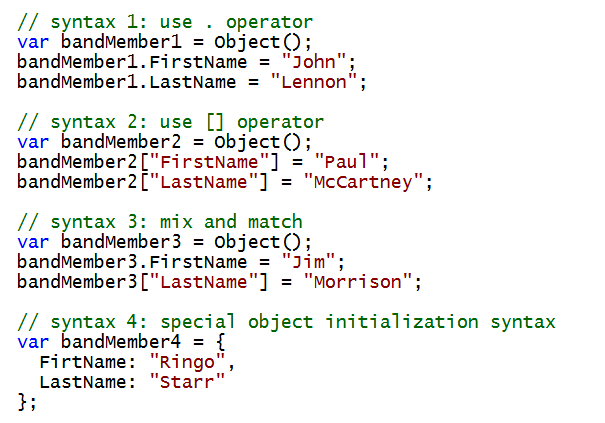 // syntax 1: use . operator
var bandMember1 = Object();
bandMember1.FirstName = "John";
bandMember1.LastName = "Lennon";

// syntax 2: use [] operator
var bandMember2 = Object();
bandMember2["FirstName"] = "Paul";
bandMember2["LastName"] = "McCartney";

// syntax 3: mix and match
var bandMember3 = Object();
bandMember3.FirstName = "Jim";
bandMember3["LastName"] = "Morrison";

// syntax 4: special object initialization syntax
var bandMember4 = {
  FirtName: "Ringo",
  LastName: "Starr"
};